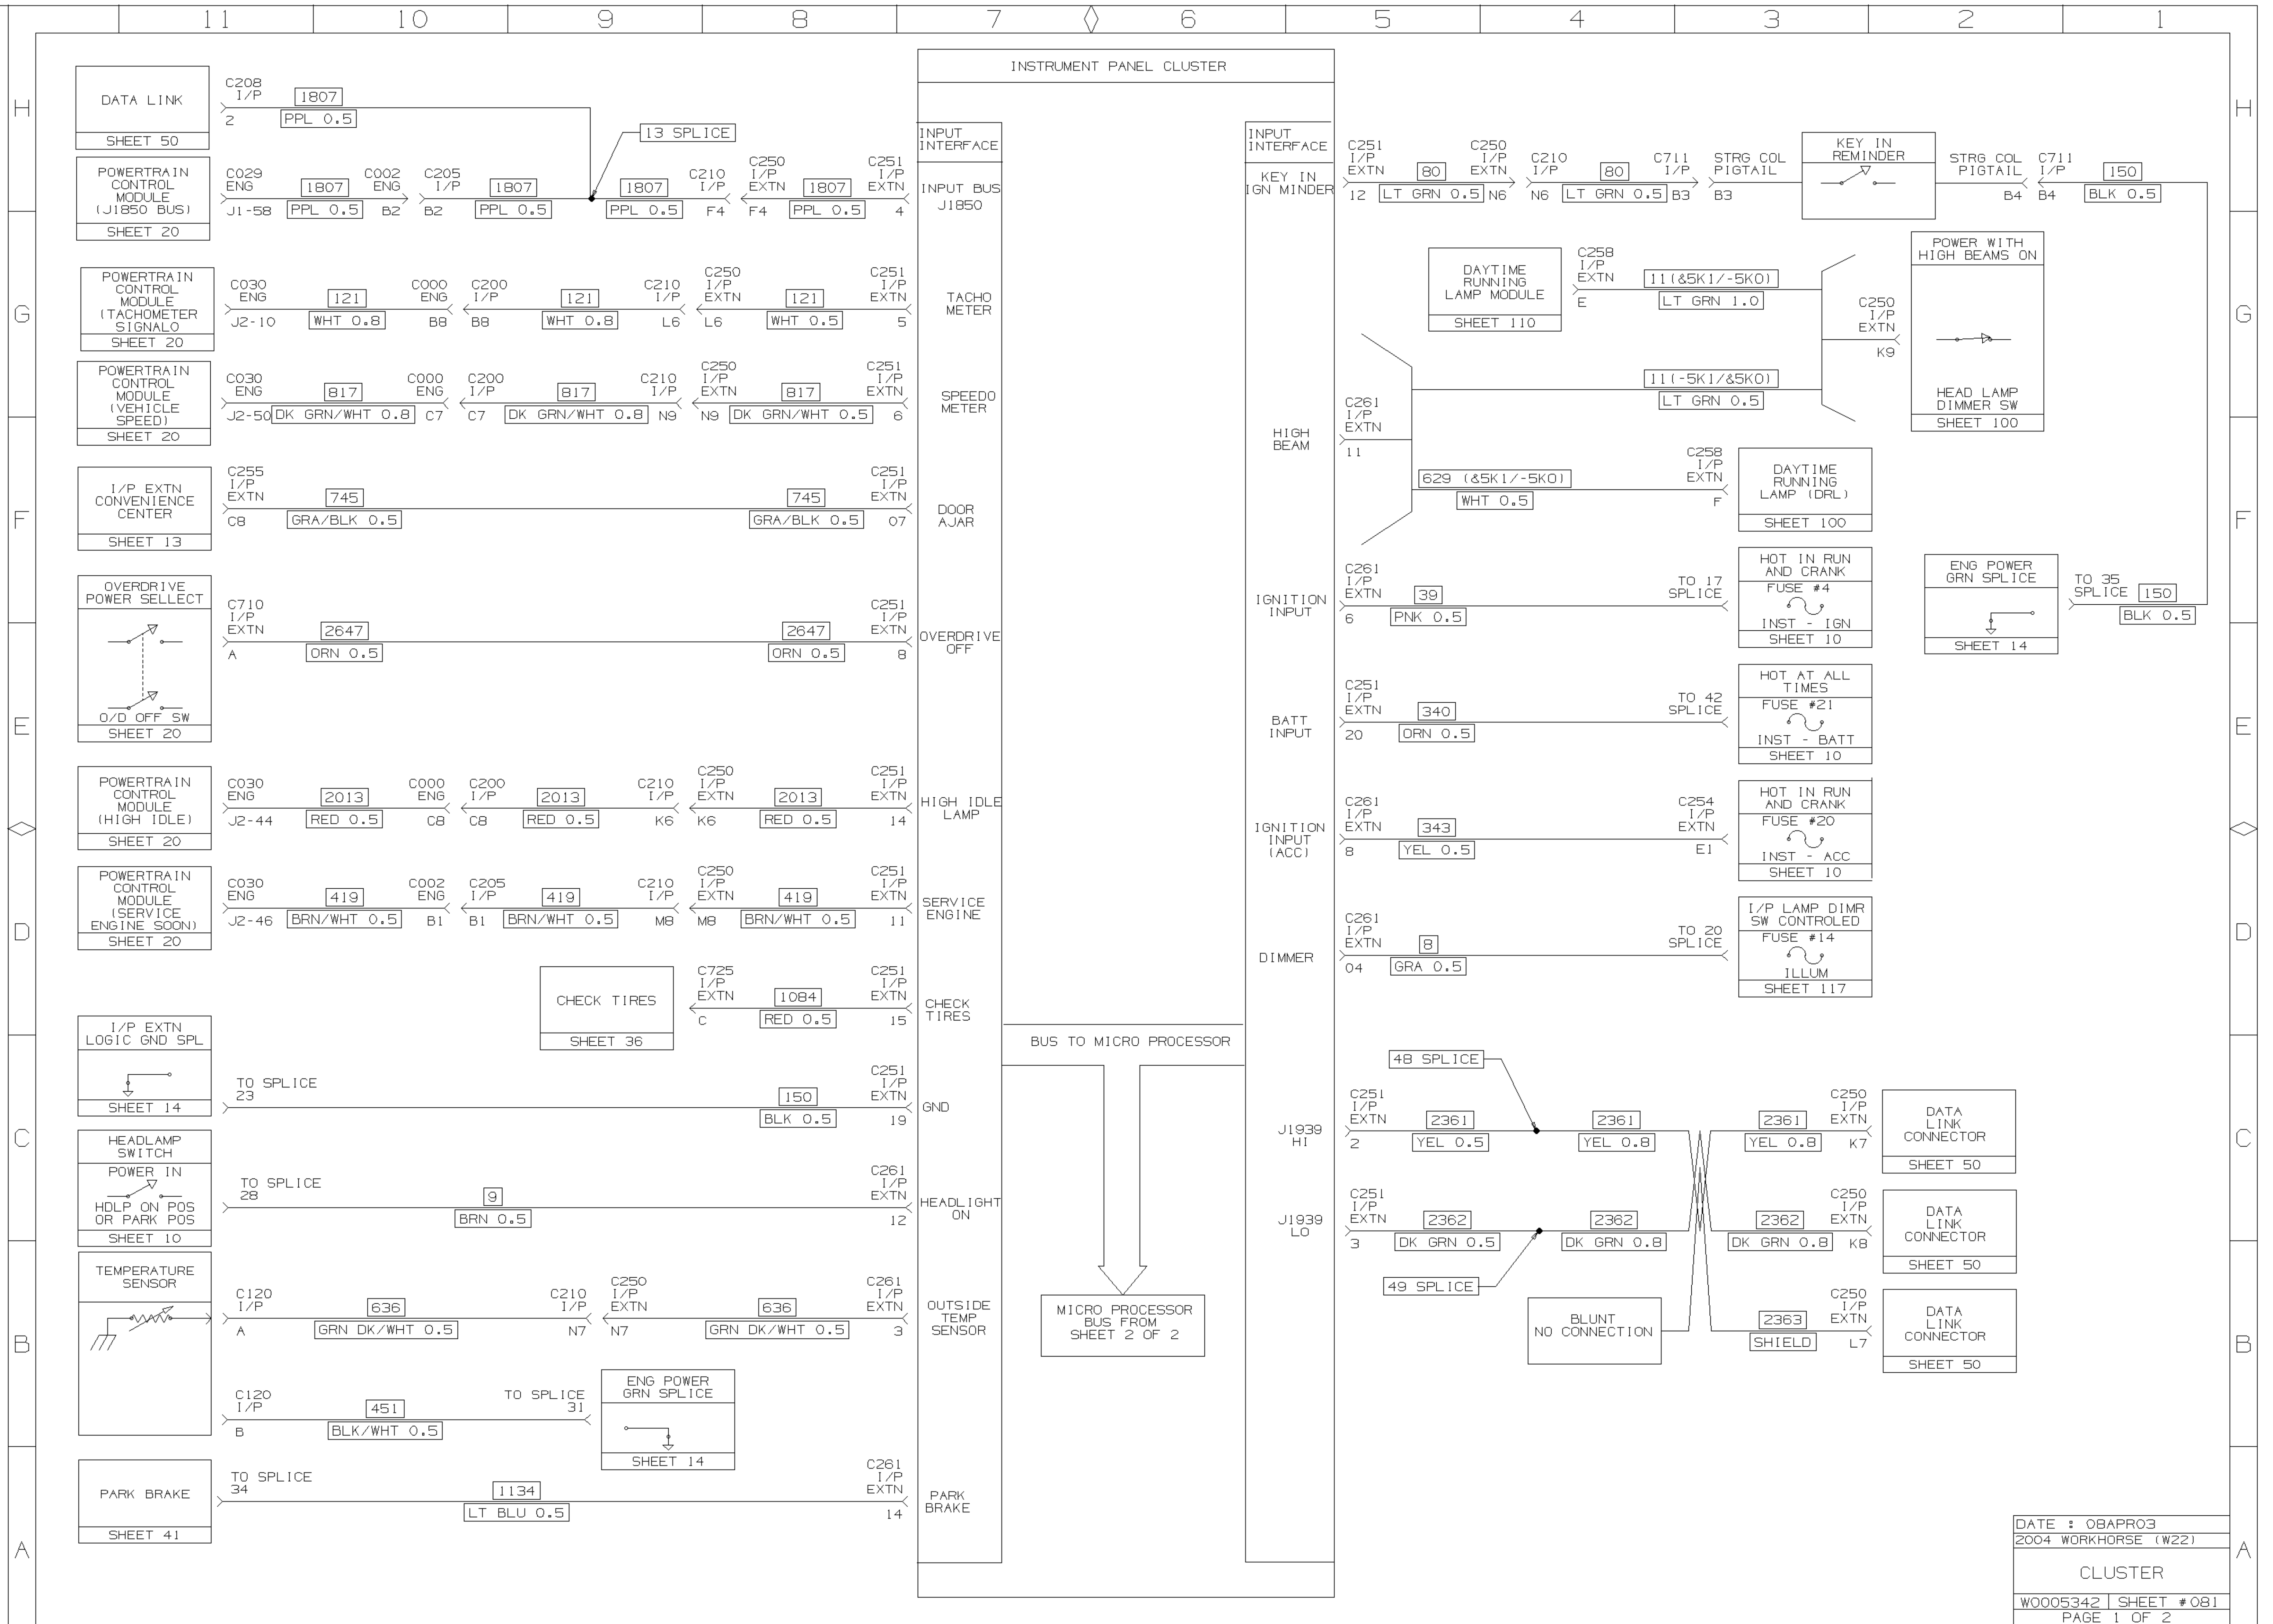 11 10 9 8 7 6 5 4 3 2 1
H
G
F
E
D
C
B
A
INSTRUMENT PANEL CLUSTER
DATA LINK
SHEET 50
C208
I/P
2
1807
PPL 0.5
13 SPLICE
INPUT
INTERFACE
POWERTRAIN
CONTROL
MODULE
(J1850 BUS)
SHEET 20
C029
ENG
J1-58
1807
PPL 0.5
C002
ENG
B2
C205
I/P
B2
1807
PPL 0.5
1807
PPL 0.5
C210
I/P
F4
C250
I/P
EXTN
F4
1807
PPL 0.5
C251
I/P
EXTN
4
INPUT BUS
J1850
POWERTRAIN
CONTROL
MODULE
(TACHOMETER
SIGNALO
SHEET 20
C030
ENG
J2-10
121
WHT 0.8
C000
ENG
B8
C200
I/P
B8
121
WHT 0.8
C210
I/P
L6
C250
I/P
EXTN
L6
121
WHT 0.5
C251
I/P
EXTN
5
TACHO
METER
POWERTRAIN
CONTROL
MODULE
(VEHICLE
SPEED)
SHEET 20
C030
ENG
J2-50
817
DK GRN/WHT 0.8
C000
ENG
C7
C200
I/P
C7
817
DK GRN/WHT 0.8
C210
I/P
N9
C250
I/P
EXTN
N9
817
DK GRN/WHT 0.5
C251
I/P
EXTN
6
SPEEDO
METER
I/P EXTN
CONVENIENCE
CENTER
SHEET 13
C255
I/P
EXTN
C8
745
GRA/BLK 0.5
745
GRA/BLK 0.5
C251
I/P
EXTN
07
DOOR
AJAR
OVERDRIVE
POWER SELLECT
O/D OFF SW
SHEET 20
C710
I/P
EXTN
A
2647
ORN 0.5
2647
ORN 0.5
C251
I/P
EXTN
8
OVERDRIVE
OFF
POWERTRAIN
CONTROL
MODULE
(HIGH IDLE)
SHEET 20
C030
ENG
J2-44
2013
RED 0.5
C000
ENG
C8
C200
I/P
C8
2013
RED 0.5
C210
I/P
K6
C250
I/P
EXTN
K6
2013
RED 0.5
C251
I/P
EXTN
14
HIGH IDLE
LAMP
POWERTRAIN
CONTROL
MODULE
(SERVICE
ENGINE SOON)
SHEET 20
C030
ENG
J2-46
419
BRN/WHT 0.5
C002
ENG
B1
C205
I/P
B1
419
BRN/WHT 0.5
C210
I/P
M8
C250
I/P
EXTN
M8
419
BRN/WHT 0.5
C251
I/P
EXTN
11
SERVICE
ENGINE
CHECK TIRES
SHEET 36
C725
I/P
EXTN
C
1084
RED 0.5
C251
I/P
EXTN
15
CHECK
TIRES
I/P EXTN
LOGIC GND SPL
SHEET 14
TO SPLICE
23
150
BLK 0.5
C251
I/P
EXTN
19
GND
HEADLAMP
SWITCH
POWER IN
HDLP ON POS
OR PARK POS
SHEET 10
TO SPLICE
28
9
BRN 0.5
C261
I/P
EXTN
12
HEADLIGHT
ON
TEMPERATURE
SENSOR
C120
I/P
A
636
GRN DK/WHT 0.5
C210
I/P
N7
C250
I/P
EXTN
N7
636
GRN DK/WHT 0.5
C261
I/P
EXTN
3
OUTSIDE
TEMP
SENSOR
C120
I/P
B
451
BLK/WHT 0.5
TO SPLICE
31
ENG POWER
GRN SPLICE
SHEET 14
PARK BRAKE
SHEET 41
TO SPLICE
34
1134
LT BLU 0.5
C261
I/P
EXTN
14
PARK
BRAKE
BUS TO MICRO PROCESSOR
MICRO PROCESSOR
BUS FROM
SHEET 2 OF 2
INPUT
INTERFACE
KEY IN
IGN MINDER
C251
I/P
EXTN
12
80
LT GRN 0.5
C250
I/P
EXTN
N6
C210
I/P
N6
80
LT GRN 0.5
C711
I/P
B3
STRG COL
PIGTAIL
B3
KEY IN
REMINDER
STRG COL
PIGTAIL
B4
C711
I/P
B4
150
BLK 0.5
DAYTIME
RUNNING
LAMP MODULE
SHEET 110
C258
I/P
EXTN
E
11(&5K1/-5KO)
LT GRN 1.0
C250
I/P
EXTN
K9
POWER WITH
HIGH BEAMS ON
HEAD LAMP
DIMMER SW
SHEET 100
11(-5K1/&5KO)
LT GRN 0.5
HIGH
BEAM
C261
I/P
EXTN
11
629 (&5K1/-5KO)
WHT 0.5
C258
I/P
EXTN
F
DAYTIME
RUNNING
LAMP (DRL)
SHEET 100
IGNITION
INPUT
C261
I/P
EXTN
6
39
PNK 0.5
TO 17
SPLICE
HOT IN RUN
AND CRANK
FUSE #4
INST - IGN
SHEET 10
ENG POWER
GRN SPLICE
SHEET 14
TO 35
SPLICE
150
BLK 0.5
BATT
INPUT
C251
I/P
EXTN
20
340
ORN 0.5
TO 42
SPLICE
HOT AT ALL
TIMES
FUSE #21
INST - BATT
SHEET 10
IGNITION
INPUT
(ACC)
C261
I/P
EXTN
8
343
YEL 0.5
C254
I/P
EXTN
E1
HOT IN RUN
AND CRANK
FUSE #20
INST - ACC
SHEET 10
DIMMER
C261
I/P
EXTN
04
8
GRA 0.5
TO 20
SPLICE
I/P LAMP DIMR
SW CONTROLED
FUSE #14
ILLUM
SHEET 117
48 SPLICE
J1939
HI
C251
I/P
EXTN
2
2361
YEL 0.5
2361
YEL 0.8
2361
YEL 0.8
C250
I/P
EXTN
K7
DATA
LINK
CONNECTOR
SHEET 50
J1939
LO
C251
I/P
EXTN
3
2362
DK GRN 0.5
2362
DK GRN 0.8
2362
DK GRN 0.8
C250
I/P
EXTN
K8
DATA
LINK
CONNECTOR
SHEET 50
49 SPLICE
BLUNT
NO CONNECTION
2363
SHIELD
C250
I/P
EXTN
L7
DATA
LINK
CONNECTOR
SHEET 50
H
G
F
E
D
C
B
A
DATE : 08APR03
2004 WORKHORSE (W22)
CLUSTER
W0005342 SHEET #081
PAGE 1 OF 2